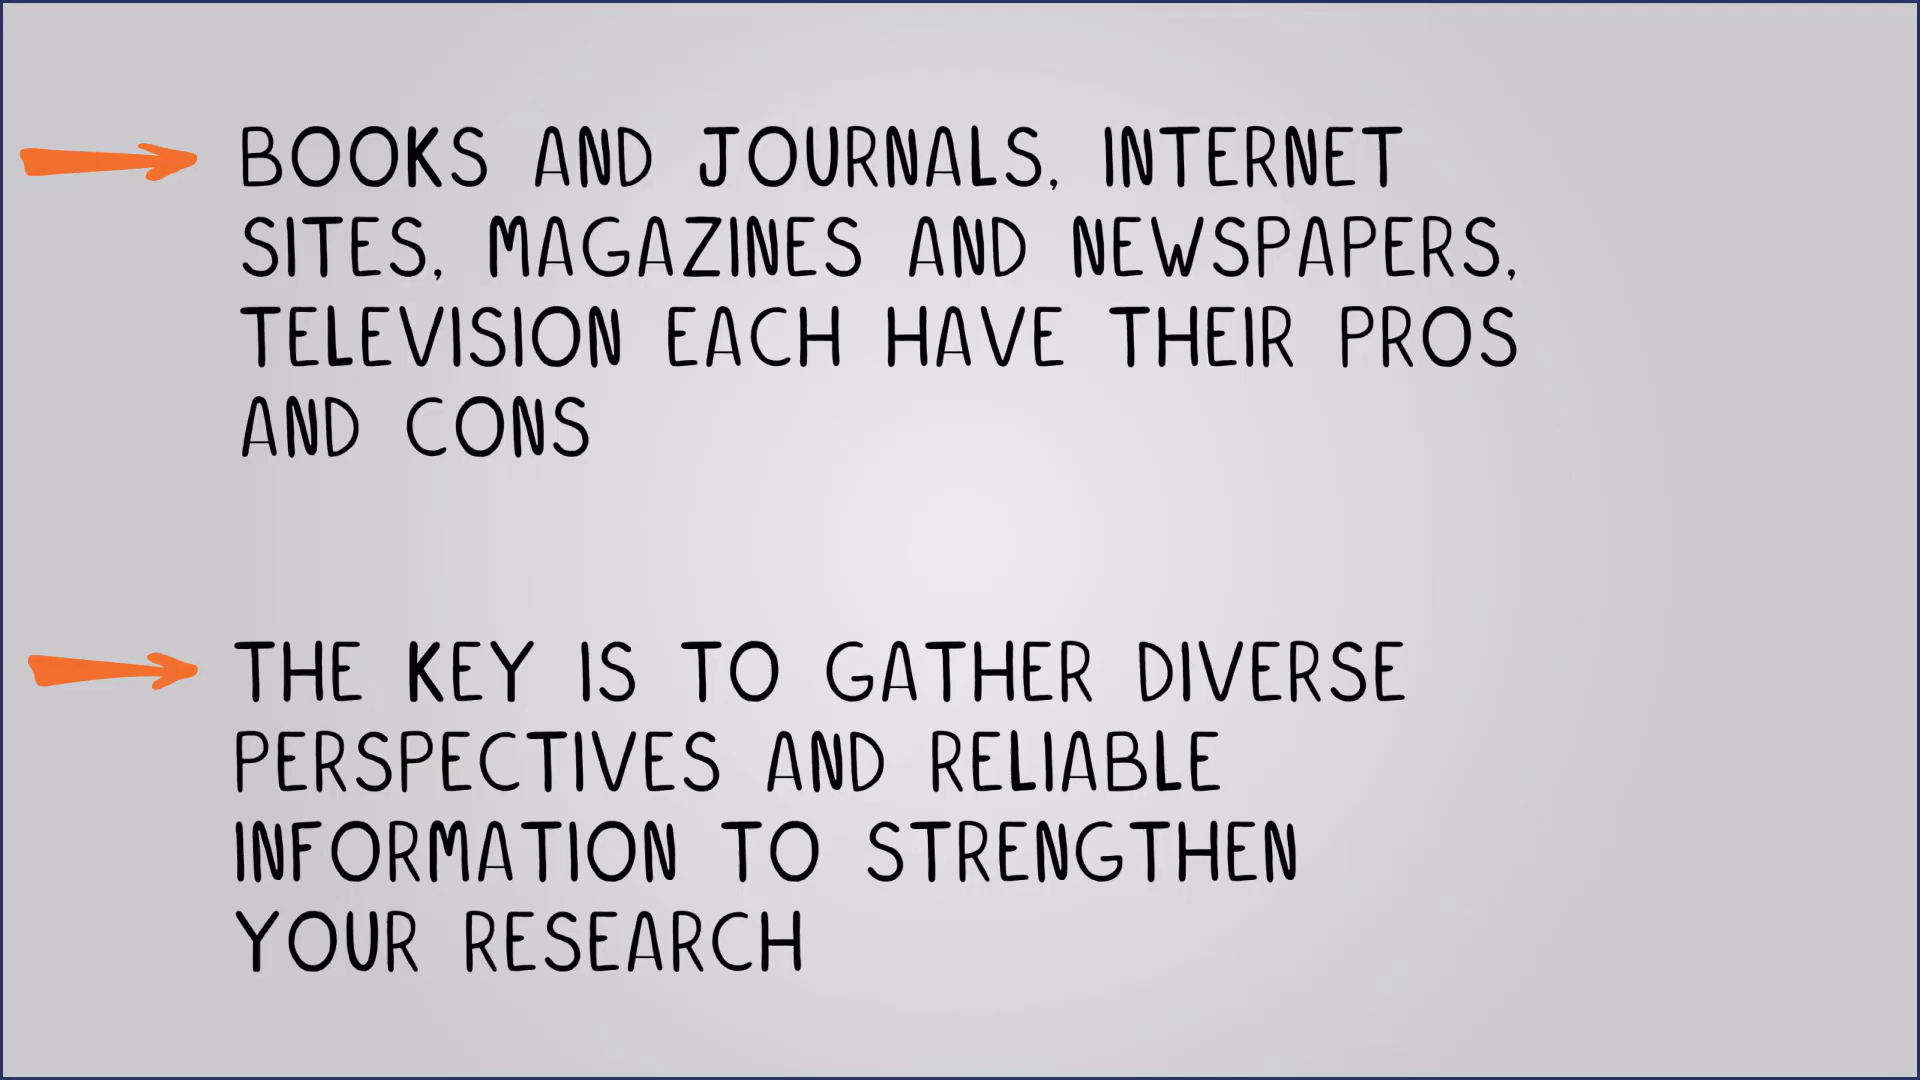 BOOKS AND JOURNALS, INTERNET
SITES, MAGAZINES AND NEWSPAPERS,
TELEVISION EACH HAVE THEIR PROS
AND CONS
THE KEY IS TO GATHER DIVERSE
PERSPECTIVES AND RELIABLE
INFORMATION TO STRENGTHEN
YOUR RESEARCH